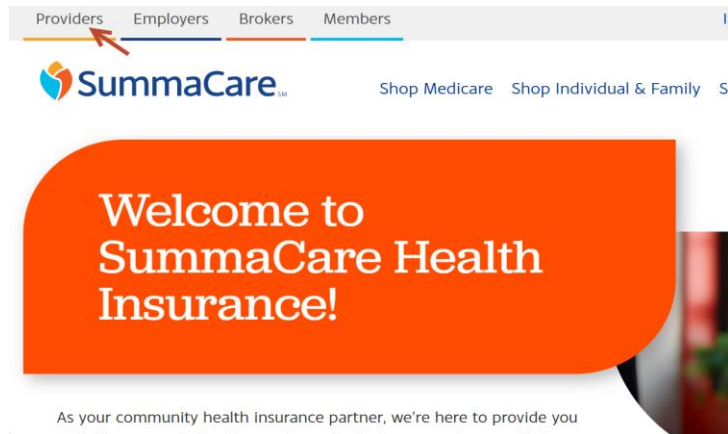 Providers Employers Brokers Members
SummaCare SM
Shop Medicare Shop Individual & Family
Welcome to
SummaCare Health
Insurance!
As your community health insurance partner, we're here to provide you